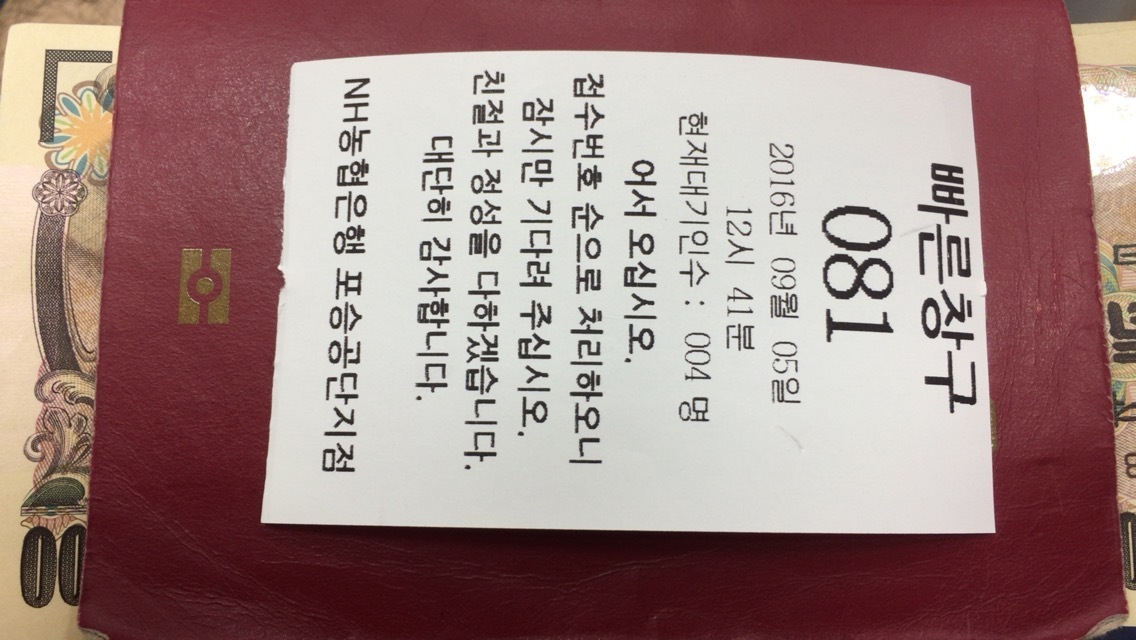 빠른창구
081
2016년 09월 05일
12시 41분
현재대기인수 : 004 명
어서 오십시오.
접수번호 순으로 처리하오니
잠시만 기다려 주십시오.
친절과 정성을 다하겠습니다.
대단히 감사합니다.
NH농협은행 포승공단지점